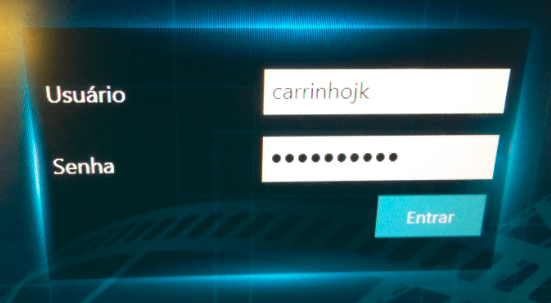 Usuário carrinhojk
Senha ••••••••••
Entrar